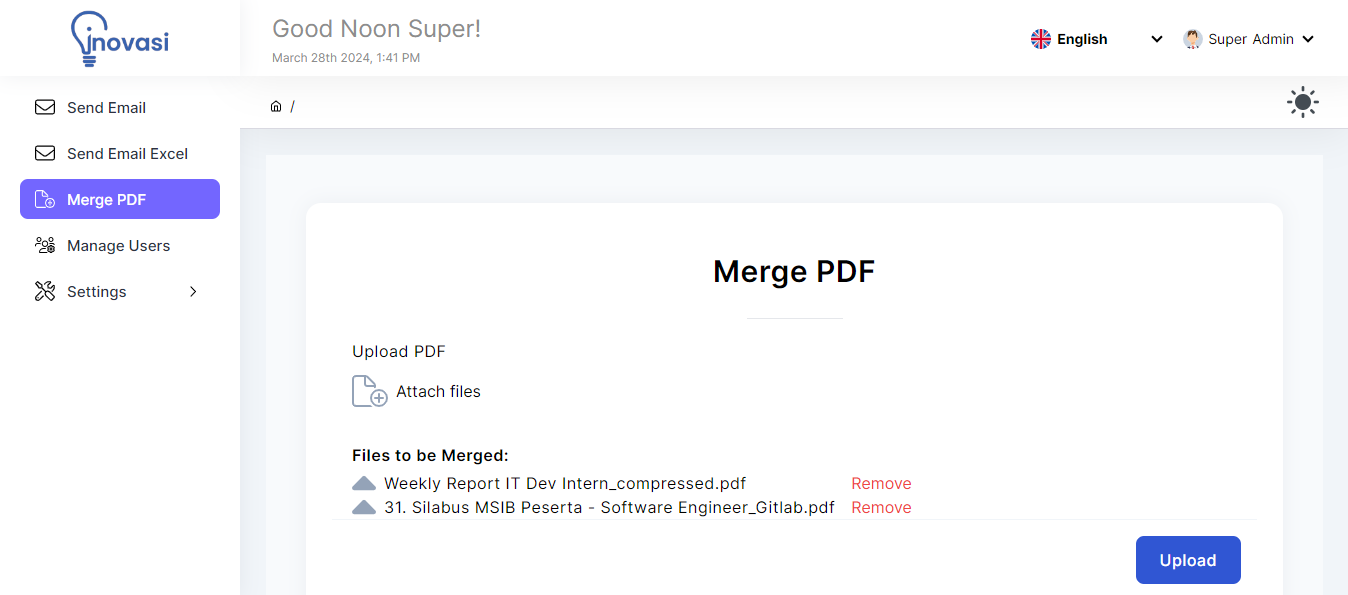 inovasi
Good Noon Super!
March 28th 2024, 1:41 PM
English
Super Admin
Send Email
Send Email Excel
Merge PDF
Manage Users
Settings
/
Merge PDF
Upload PDF
Attach files
Files to be Merged:
Weekly Report IT Dev Intern_compressed.pdf Remove
31. Silabus MSIB Peserta - Software Engineer_Gitlab.pdf Remove
Upload